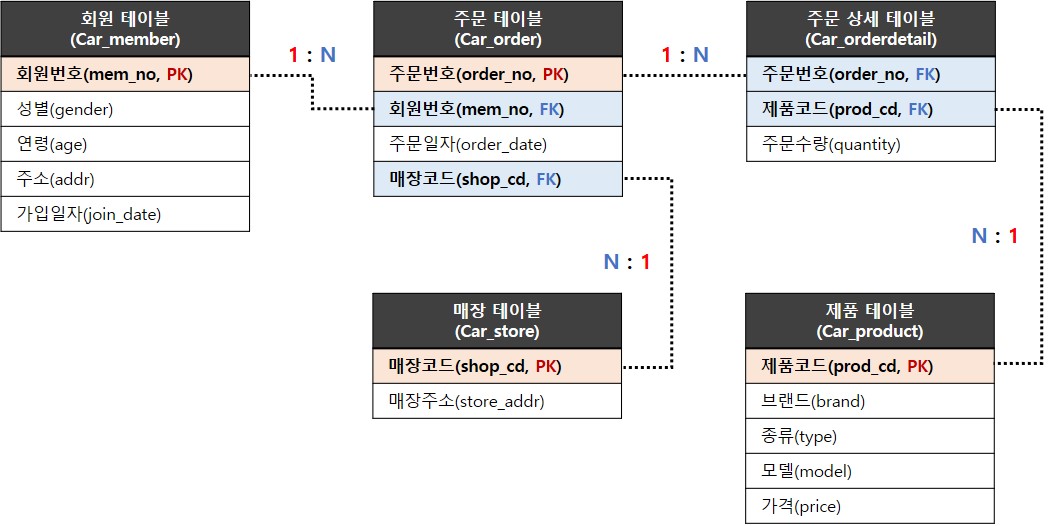 회원 테이블
(Car_member)
회원번호(mem_no, PK)
성별(gender)
연령(age)
주소(addr)
가입일자(join_date)
1 : N
주문 테이블
(Car_order)
주문번호(order_no, PK)
회원번호(mem_no, FK)
주문일자(order_date)
매장코드(shop_cd, FK)
1 : N
주문 상세 테이블
(Car_orderdetail)
주문번호(order_no, FK)
제품코드(prod_cd, FK)
주문수량(quantity)
N : 1
N : 1
매장 테이블
(Car_store)
매장코드(shop_cd, PK)
매장주소(store_addr)
제품 테이블
(Car_product)
제품코드(prod_cd, PK)
브랜드(brand)
종류(type)
모델(model)
가격(price)